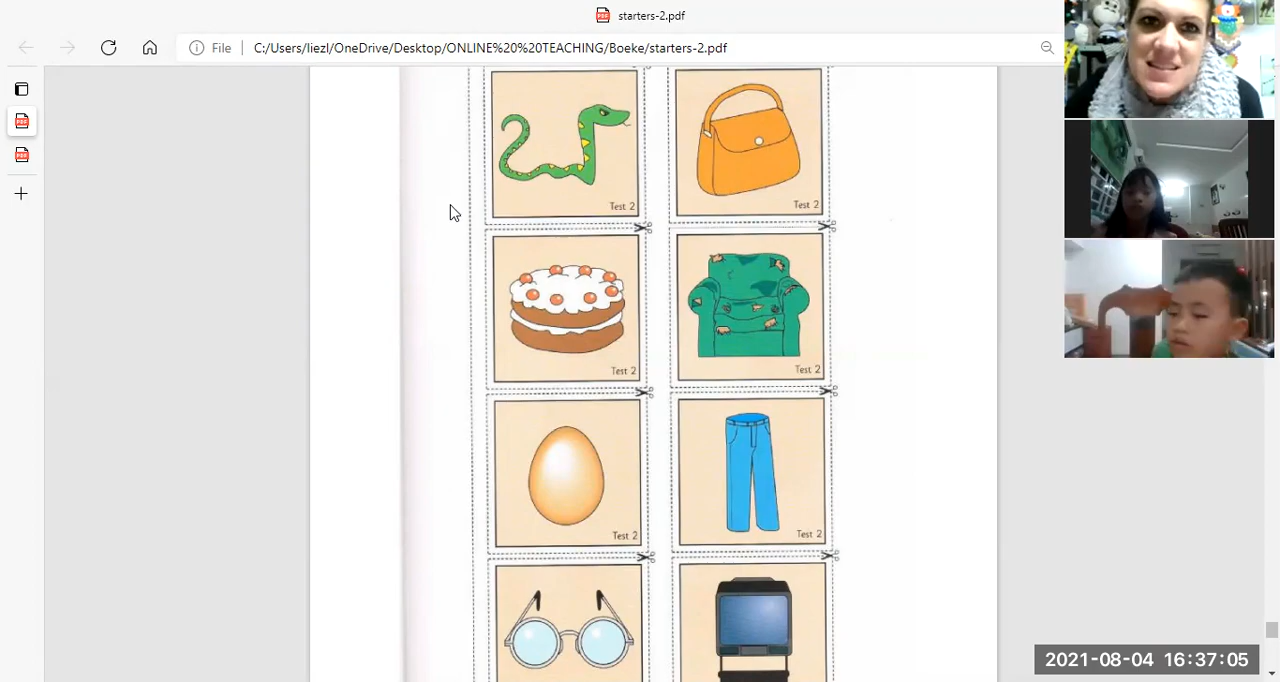 starters-2.pdf
File C:/Users/liezl/OneDrive/Desktop/ONLINE%20%20TEACHING/Boeke/starters-2.pdf
Test 2 Test 2
Test 2 Test 2
Test 2 Test 2
2021-08-04 16:37:05